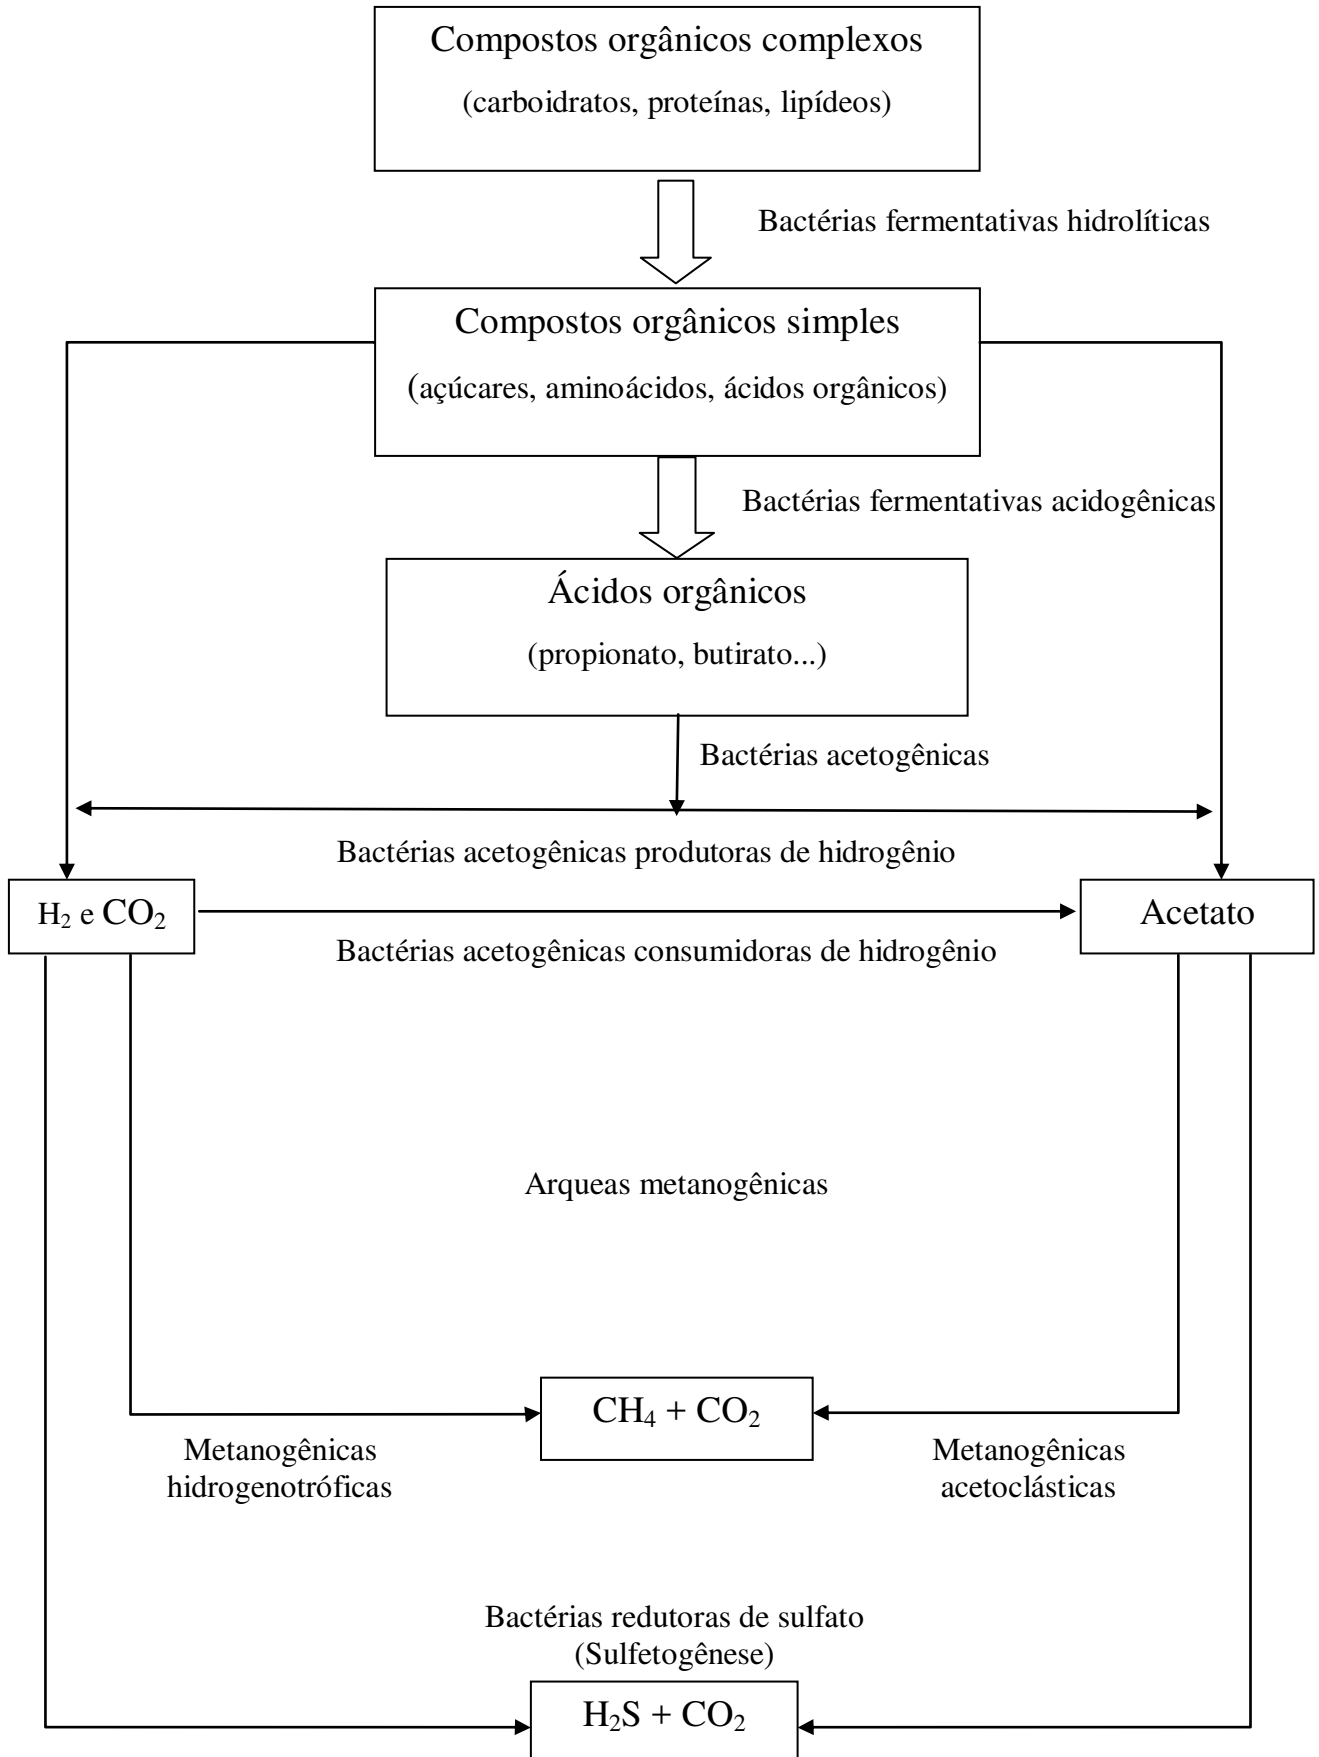 Compostos orgânicos complexos
(carboidratos, proteínas, lipídeos)
Bactérias fermentativas hidrolíticas
Compostos orgânicos simples
(açúcares, aminoácidos, ácidos orgânicos)
Bactérias fermentativas acidogênicas
Ácidos orgânicos
(propionato, butirato...)
Bactérias acetogênicas
Bactérias acetogênicas produtoras de hidrogênio
H₂ e CO₂
Acetato
Bactérias acetogênicas consumidoras de hidrogênio
Arqueas metanogênicas
CH₄ + CO₂
Metanogênicas
hidrogenotróficas
Metanogênicas
acetoclásticas
Bactérias redutoras de sulfato
(Sulfetogênese)
H₂S + CO₂